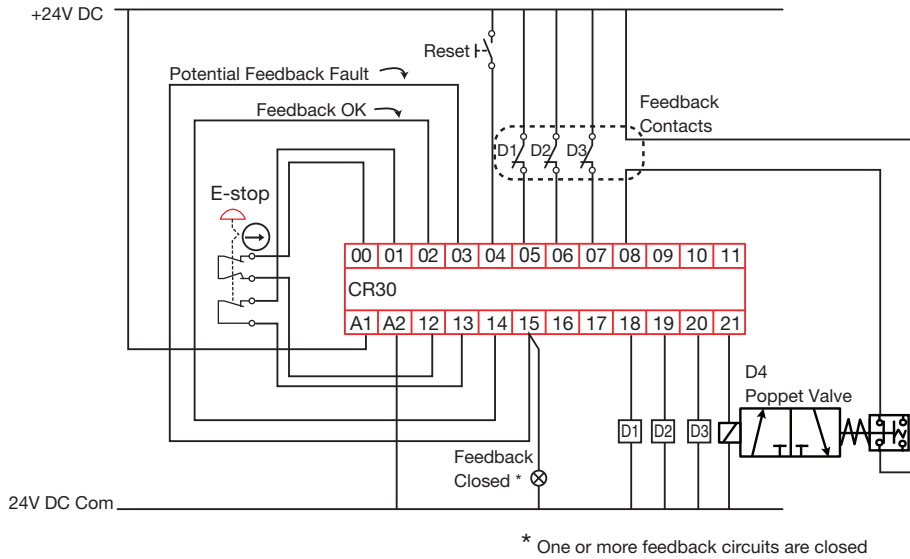 +24V DC
Reset
Potential Feedback Fault
Feedback
Contacts
Feedback OK
D1 D2 D3
E-stop
00 01 02 03 04 05 06 07 08 09 10 11
CR30
A1 A2 12 13 14 15 16 17 18 19 20 21
D4
Poppet Valve
D1 D2 D3
Feedback
Closed *
24V DC Com
* One or more feedback circuits are closed